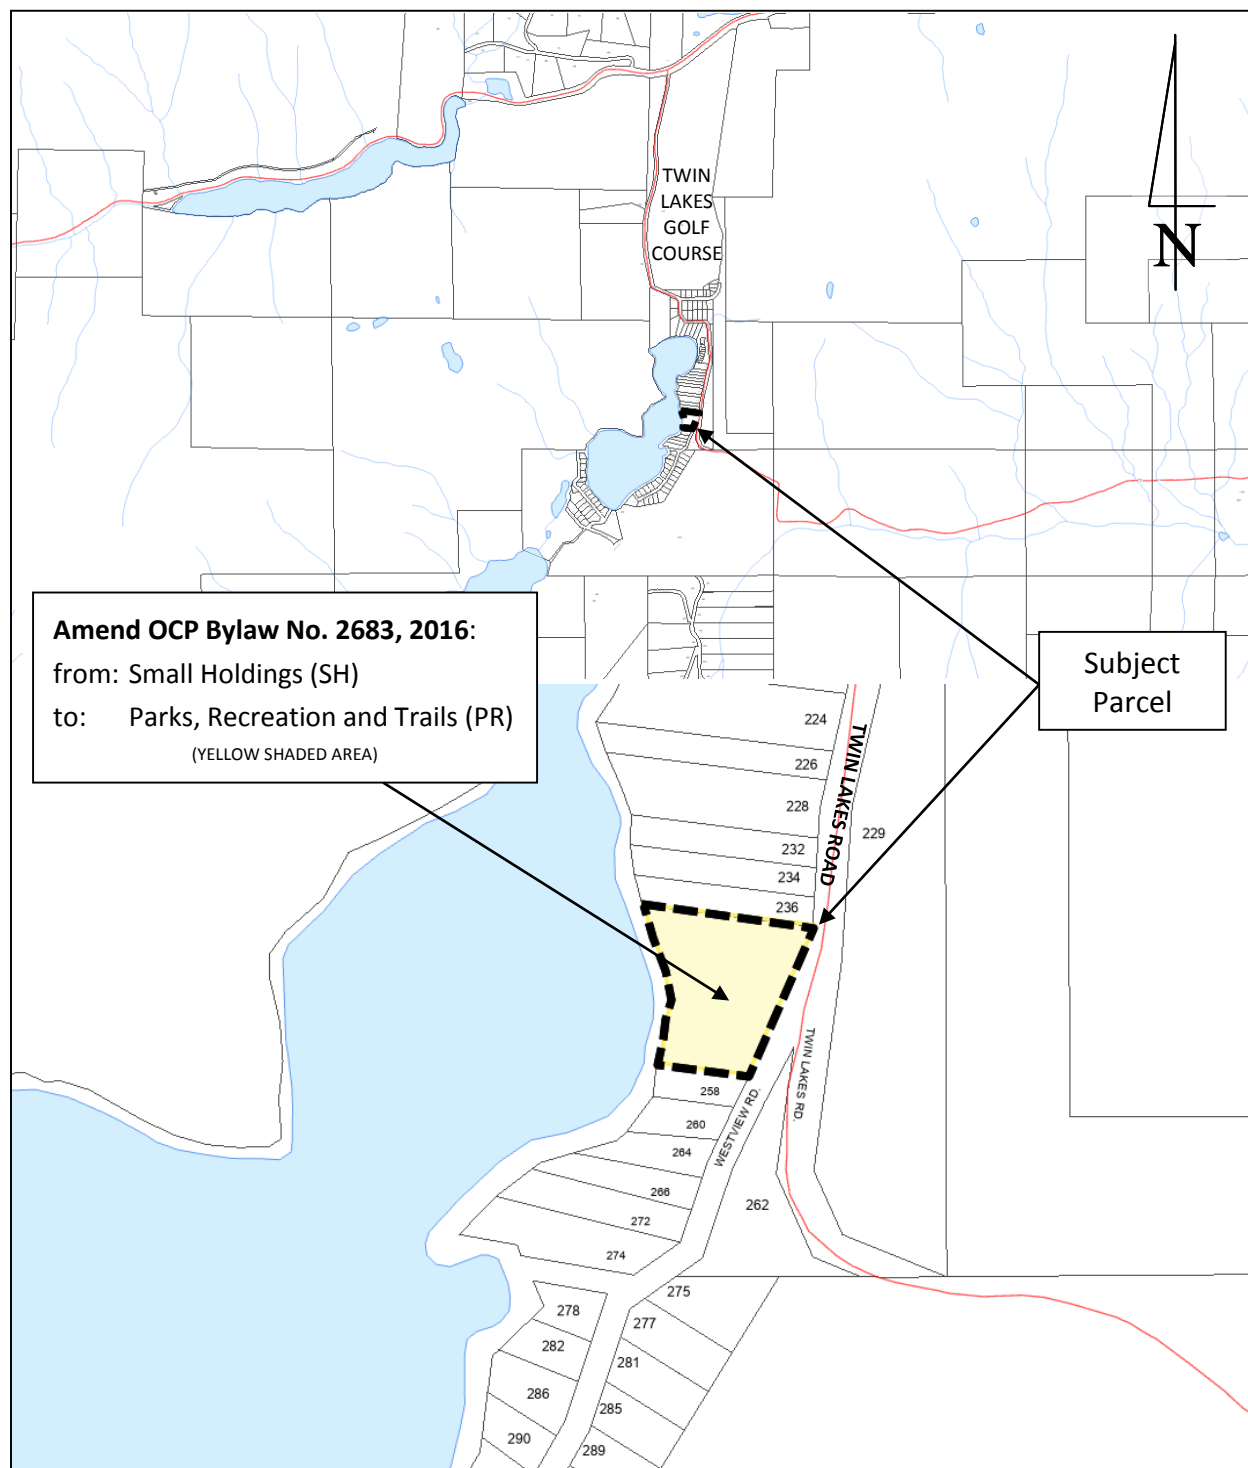 TWIN
LAKES
GOLF
COURSE
N
Amend OCP Bylaw No. 2683, 2016:
from: Small Holdings (SH)
to: Parks, Recreation and Trails (PR)
(YELLOW SHADED AREA)
Subject
Parcel
224
226
228
232
234
236
TWIN LAKES ROAD
229
TWIN LAKES RD.
258
260
264
266
272
274
WESTVIEW RD.
262
278
282
286
290
275
277
281
285
289